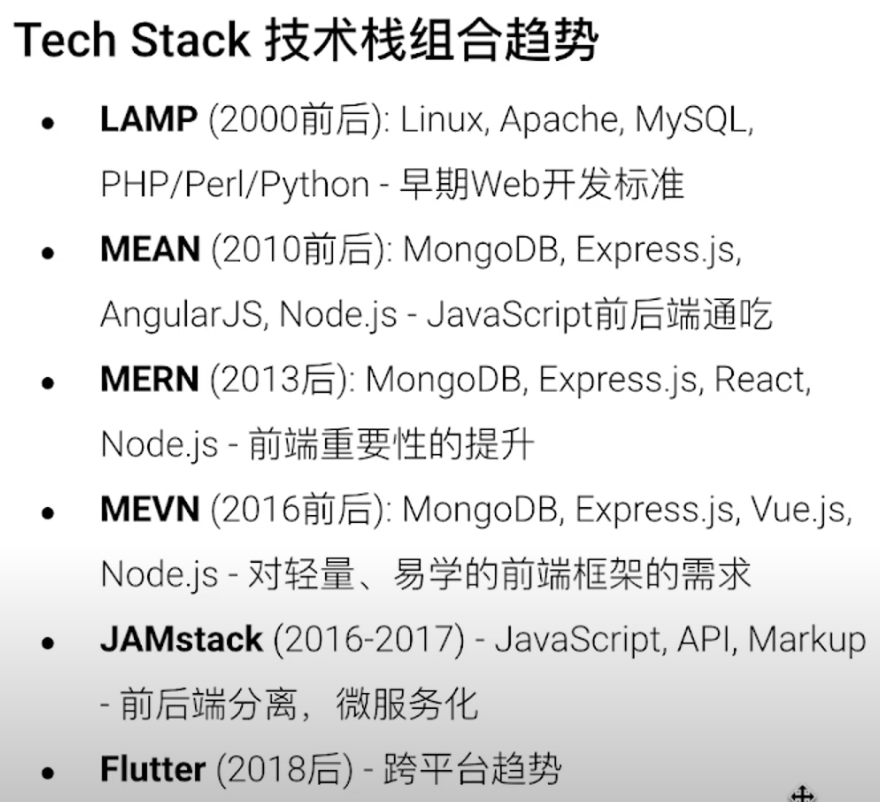 Tech Stack 技术栈组合趋势
• LAMP (2000前后): Linux, Apache, MySQL,
PHP/Perl/Python - 早期Web开发标准
• MEAN (2010前后): MongoDB, Express.js,
AngularJS, Node.js - JavaScript前后端通吃
• MERN (2013后): MongoDB, Express.js, React,
Node.js - 前端重要性的提升
• MEVN (2016前后): MongoDB, Express.js, Vue.js,
Node.js - 对轻量、易学的前端框架的需求
• JAMstack (2016-2017) - JavaScript, API, Markup
- 前后端分离，微服务化
• Flutter (2018后) - 跨平台趋势